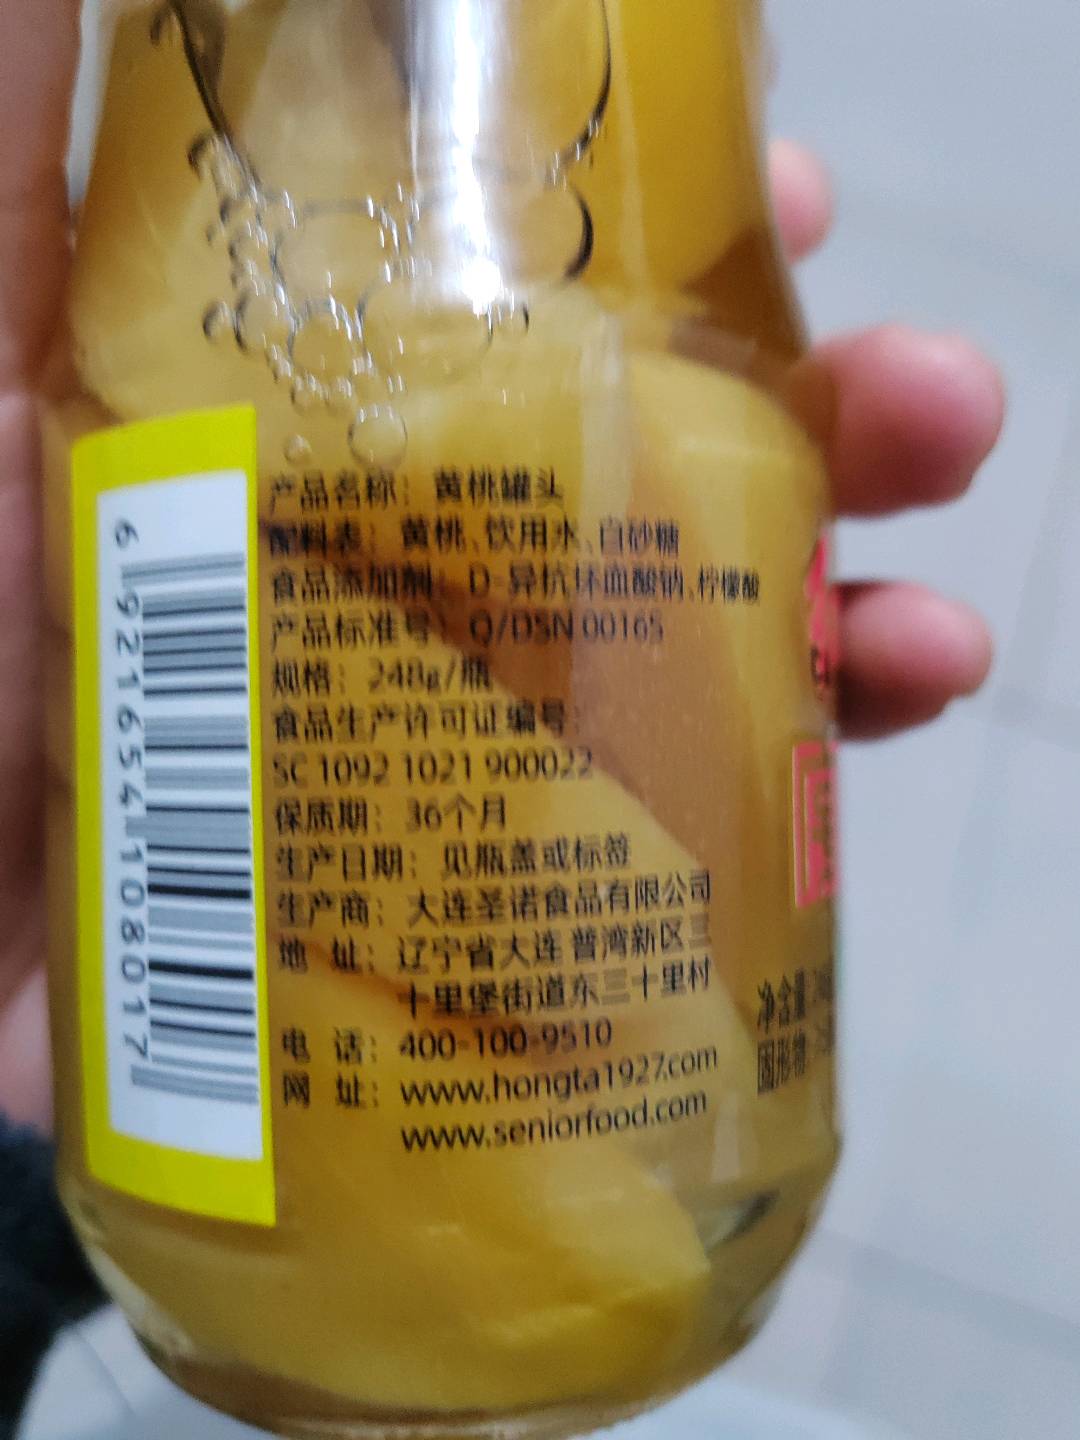 产品名称：黄桃罐头
配料表：黄桃、饮用水、白砂糖
食品添加剂：D-异抗坏血酸钠、柠檬酸
产品标准号：Q/DSN 0016S
规格：248g/瓶
食品生产许可证编号：
SC 1092 1021 900022
保质期：36个月
生产日期：见瓶盖或标签
生产商：大连圣诺食品有限公司
地 址：辽宁省大连普湾新区三
十里堡街道东三十里村
电 话：400-100-9510
网 址：www.hongta1927.com
www.seniorfood.com
6 921654 108017
净含量
固形物